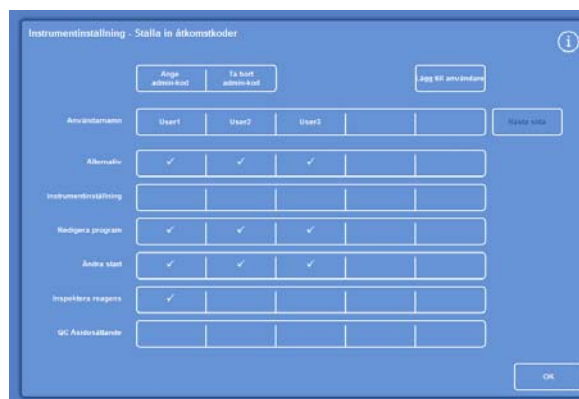 Instrumentinställning - Ställa in åtkomstkoder
Ange admin-kod
Ta bort admin-kod
Lägg till användare
Användarnamn User1 User2 User3 Nästa sida
Alternativ ✓ ✓ ✓
Instrumentinställning
Redigera program ✓ ✓ ✓
Ändra start ✓ ✓ ✓
Inspektera reagens ✓
QC Åsidosättande
OK